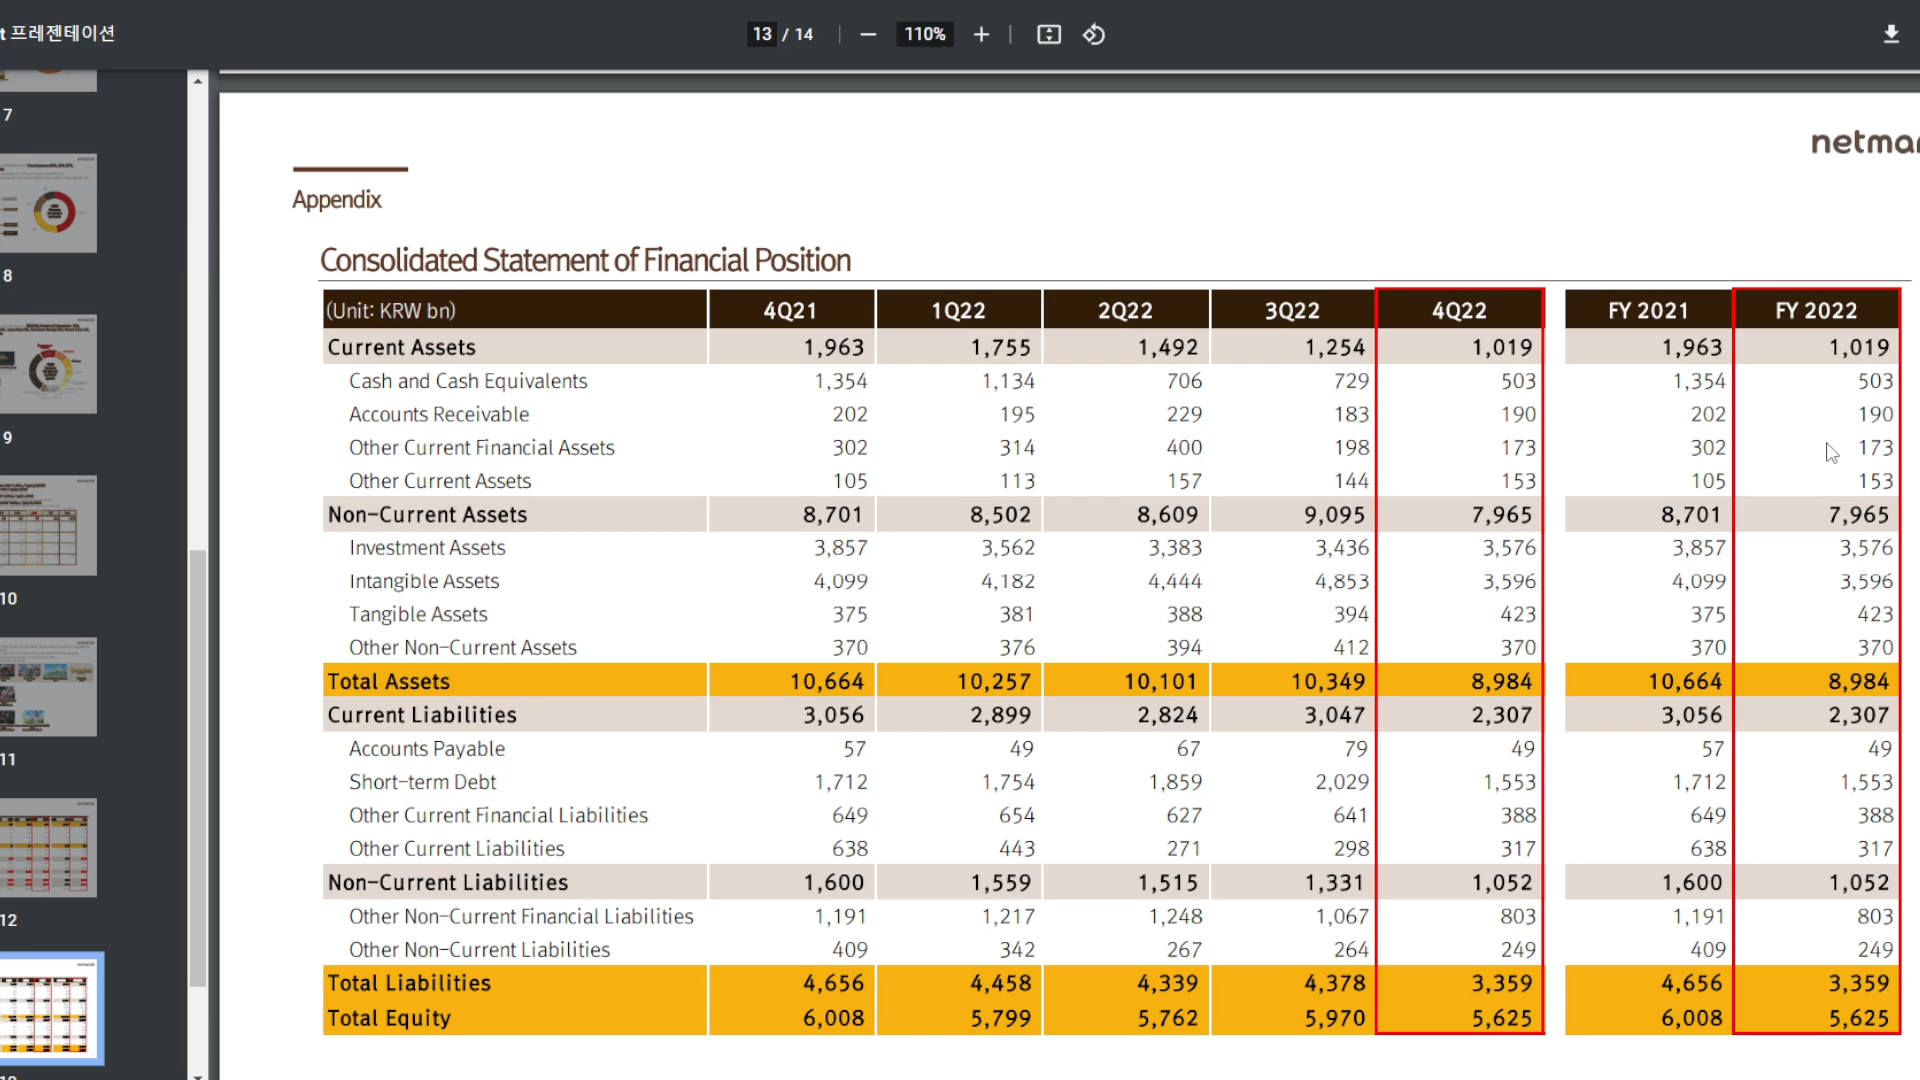 t 프레젠테이션
13 / 14
110%
7
8
9
10
11
12
netmar
Appendix
Consolidated Statement of Financial Position
(Unit: KRW bn) 4Q21 1Q22 2Q22 3Q22 4Q22 FY 2021 FY 2022
Current Assets 1,963 1,755 1,492 1,254 1,019 1,963 1,019
Cash and Cash Equivalents 1,354 1,134 706 729 503 1,354 503
Accounts Receivable 202 195 229 183 190 202 190
Other Current Financial Assets 302 314 400 198 173 302 173
Other Current Assets 105 113 157 144 153 105 153
Non-Current Assets 8,701 8,502 8,609 9,095 7,965 8,701 7,965
Investment Assets 3,857 3,562 3,383 3,436 3,576 3,857 3,576
Intangible Assets 4,099 4,182 4,444 4,853 3,596 4,099 3,596
Tangible Assets 375 381 388 394 423 375 423
Other Non-Current Assets 370 376 394 412 370 370 370
Total Assets 10,664 10,257 10,101 10,349 8,984 10,664 8,984
Current Liabilities 3,056 2,899 2,824 3,047 2,307 3,056 2,307
Accounts Payable 57 49 67 79 49 57 49
Short-term Debt 1,712 1,754 1,859 2,029 1,553 1,712 1,553
Other Current Financial Liabilities 649 654 627 641 388 649 388
Other Current Liabilities 638 443 271 298 317 638 317
Non-Current Liabilities 1,600 1,559 1,515 1,331 1,052 1,600 1,052
Other Non-Current Financial Liabilities 1,191 1,217 1,248 1,067 803 1,191 803
Other Non-Current Liabilities 409 342 267 264 249 409 249
Total Liabilities 4,656 4,458 4,339 4,378 3,359 4,656 3,359
Total Equity 6,008 5,799 5,762 5,970 5,625 6,008 5,625